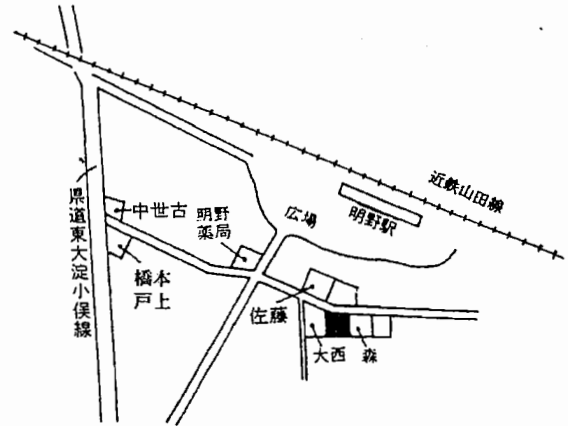 近鉄山田線
県道東大淀小俣線
中世古
明野
薬局
広場
明野駅
橋本
戸上
佐藤
大西
森